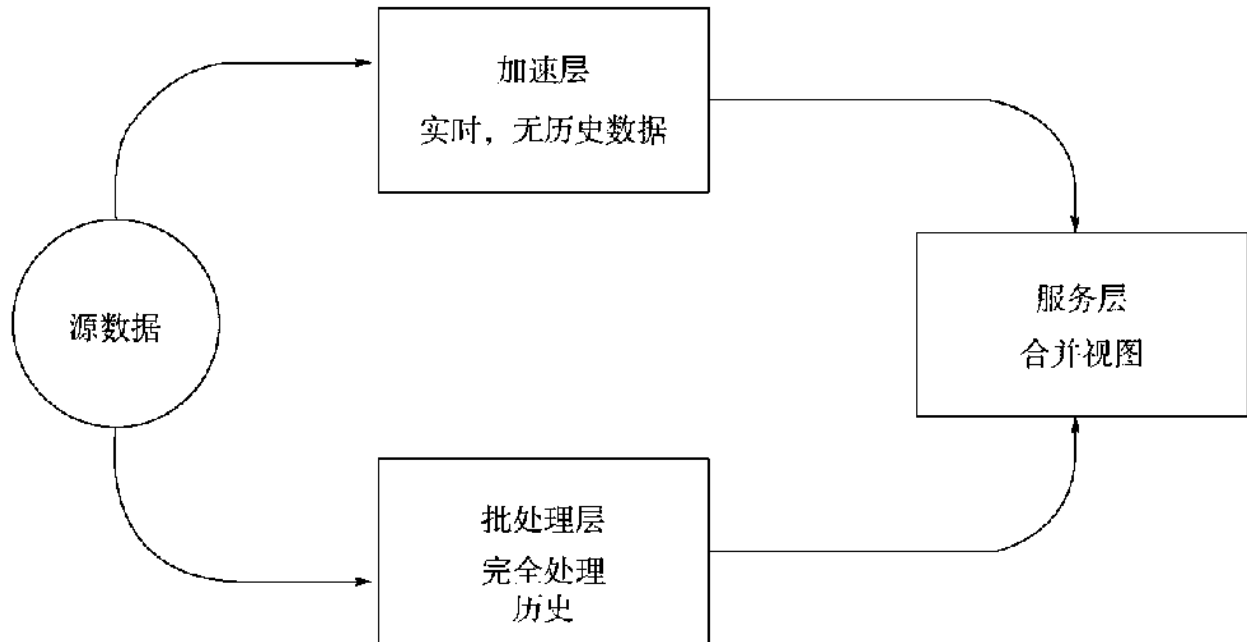 加速层
实时，无历史数据
源数据
服务层
合并视图
批处理层
完全处理
历史